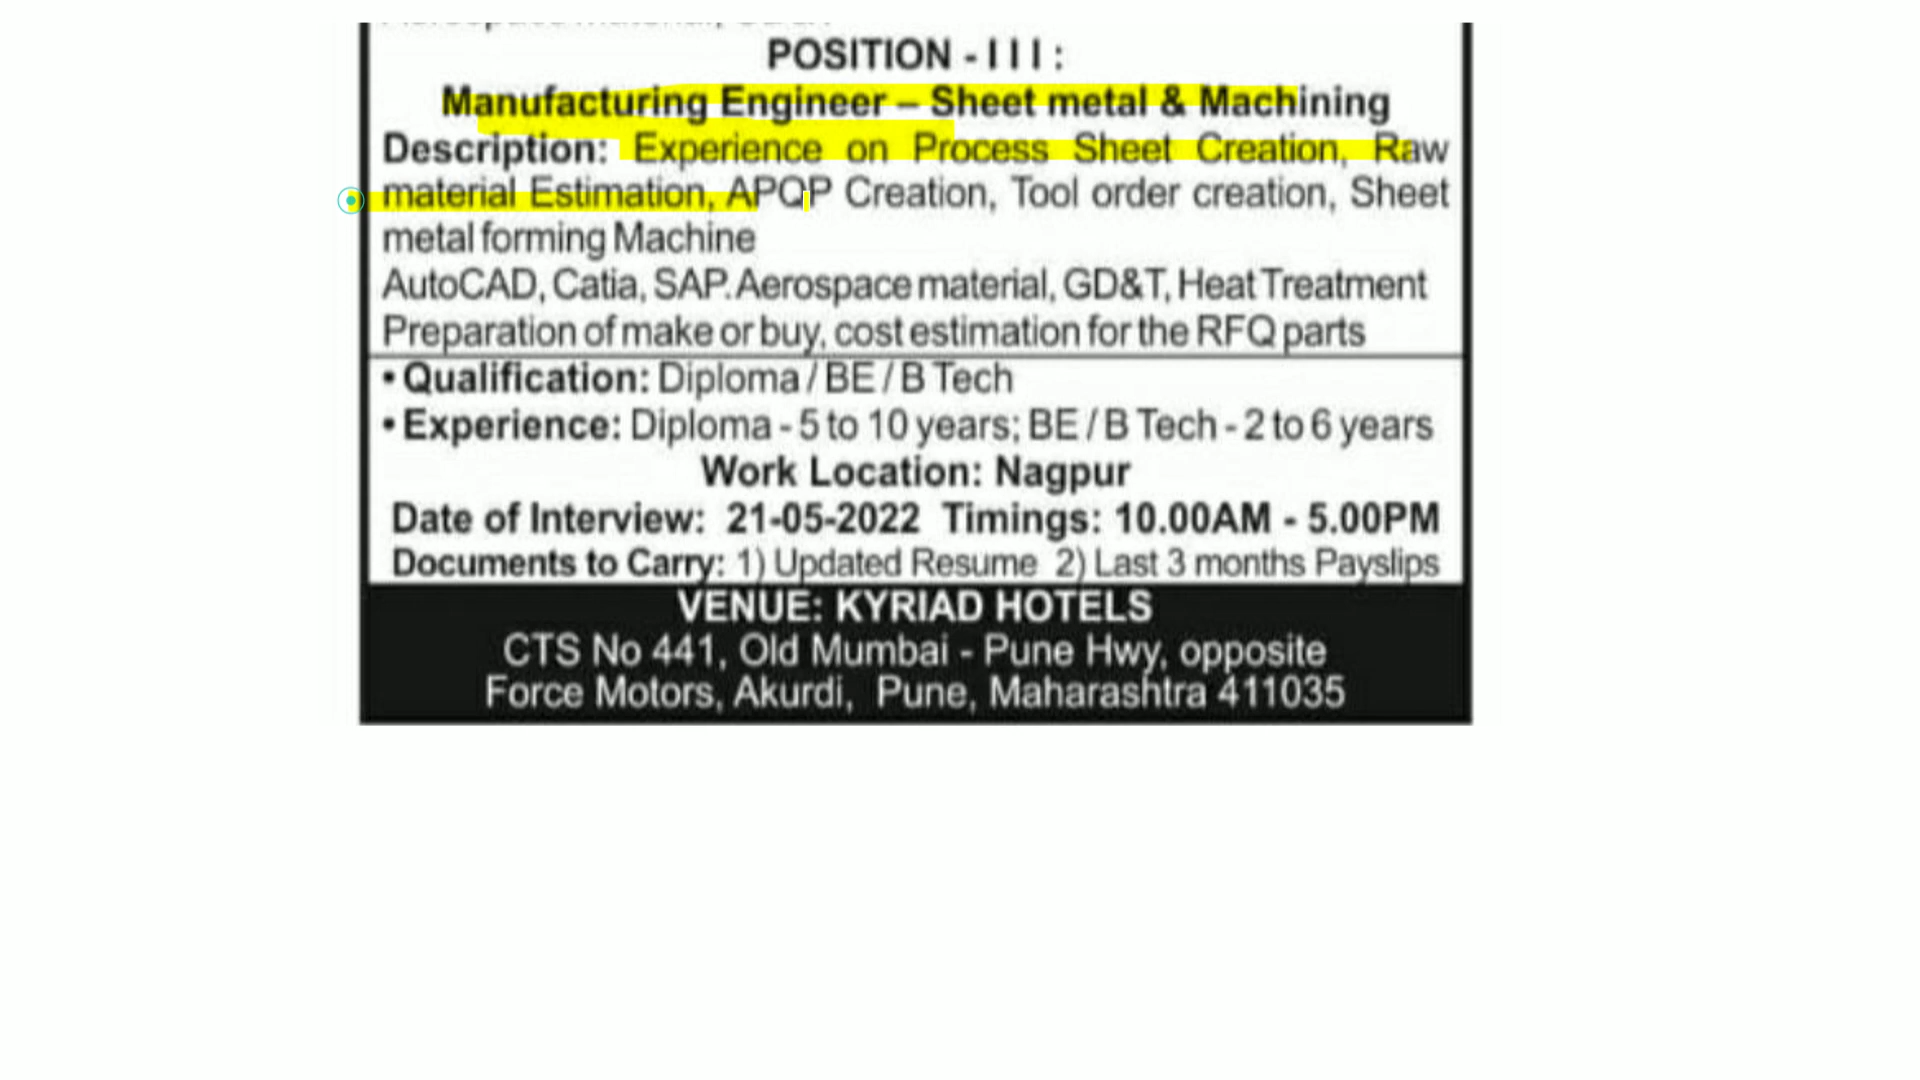 POSITION - I I I :
Manufacturing Engineer – Sheet metal & Machining
Description: Experience on Process Sheet Creation, Raw
material Estimation, APQP Creation, Tool order creation, Sheet
metal forming Machine
AutoCAD, Catia, SAP. Aerospace material, GD&T, Heat Treatment
Preparation of make or buy, cost estimation for the RFQ parts
• Qualification: Diploma / BE / B Tech
• Experience: Diploma - 5 to 10 years; BE / B Tech - 2 to 6 years
Work Location: Nagpur
Date of Interview: 21-05-2022 Timings: 10.00AM - 5.00PM
Documents to Carry: 1) Updated Resume 2) Last 3 months Payslips
VENUE: KYRIAD HOTELS
CTS No 441, Old Mumbai - Pune Hwy, opposite
Force Motors, Akurdi, Pune, Maharashtra 411035